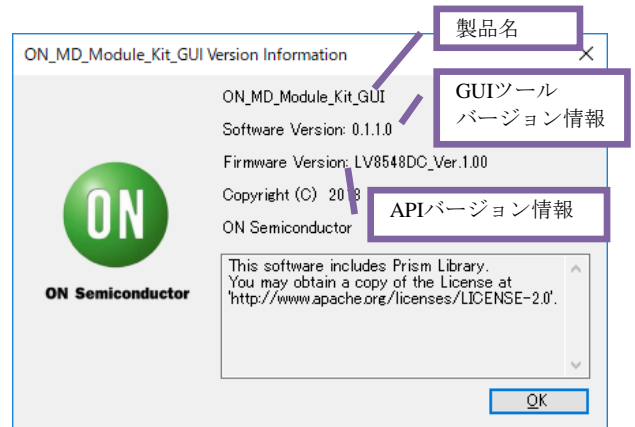 製品名
ON_MD_Module_Kit_GUI Version Information
ON_MD_Module_Kit_GUI
GUIツール
バージョン情報
Software Version: 0.1.1.0
Firmware Version: LV8548DC_Ver.1.00
Copyright (C) 2018
APIバージョン情報
ON Semiconductor
ON
ON Semiconductor
This software includes Prism Library.
You may obtain a copy of the License at
'http://www.apache.org/licenses/LICENSE-2.0'.
OK